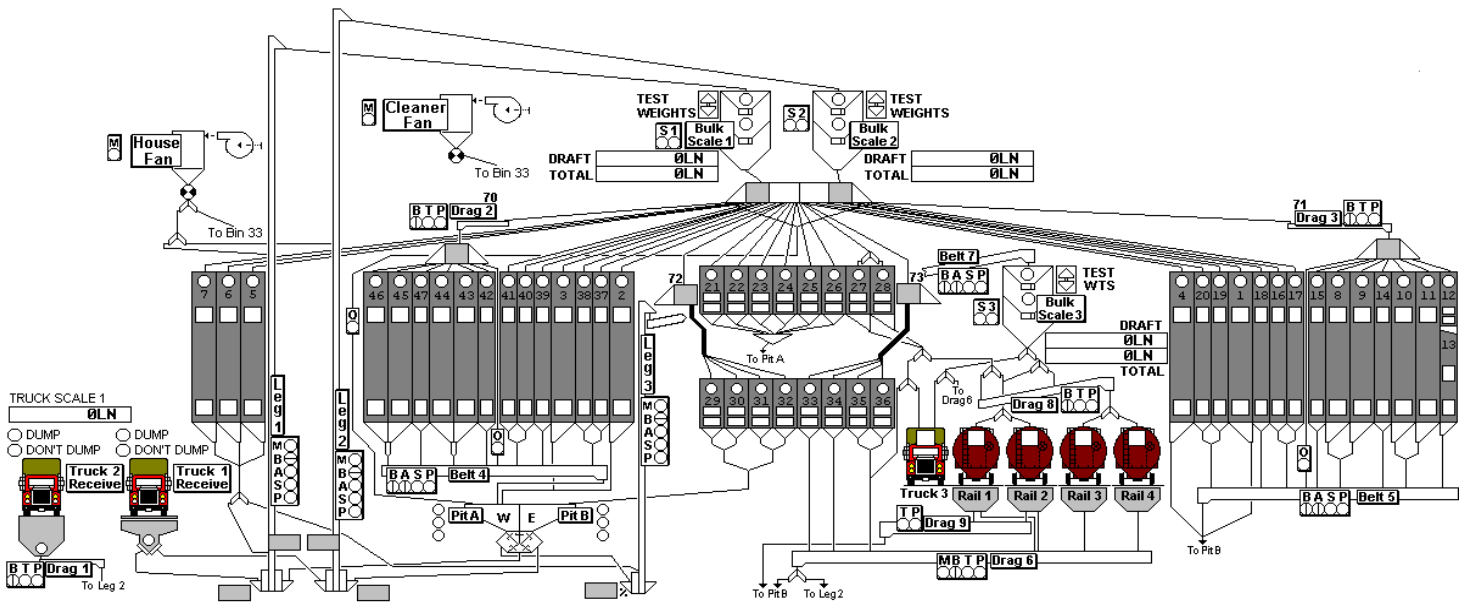 TEST
WEIGHTS
TEST
WEIGHTS
M
Cleaner
Fan
S1
Bulk
Scale 1
S2
Bulk
Scale 2
M
House
Fan
DRAFT
0LN
TOTAL
0LN
DRAFT
0LN
TOTAL
0LN
To Bin 33
To Bin 33
70
B T P
Drag 2
71
Drag 3
B T P
7 6 5
46 45 47 44 43 42 41 40 39 3 38 37 2
72
21 22 23 24 25 26 27 28
73
Belt 7
B A S P
TEST
WTS
S3
Bulk
Scale 3
4 20 19 1 18 16 17 15 8 9 14 10 11 12
13
O
DRAFT
0LN
0LN
TOTAL
To Pit A
Leg 1
Leg 2
Leg 3
29 30 31 32 33 34 35 36
To
Drag 6
Drag 8
B T P
TRUCK SCALE 1
0LN
DUMP
DON'T DUMP
DUMP
DON'T DUMP
Truck 2
Receive
Truck 1
Receive
M
B
A
S
P
M
B
A
S
P
M
B
A
S
P
O
B A S P
Belt 4
O
Truck 3
Rail 1
Rail 2
Rail 3
Rail 4
B A S P
Belt 5
Pit A
W E
Pit B
T P
Drag 9
To Pit B
B T P
Drag 1
To Leg 2
M B T P
Drag 6
To Pit B
To Leg 2
%